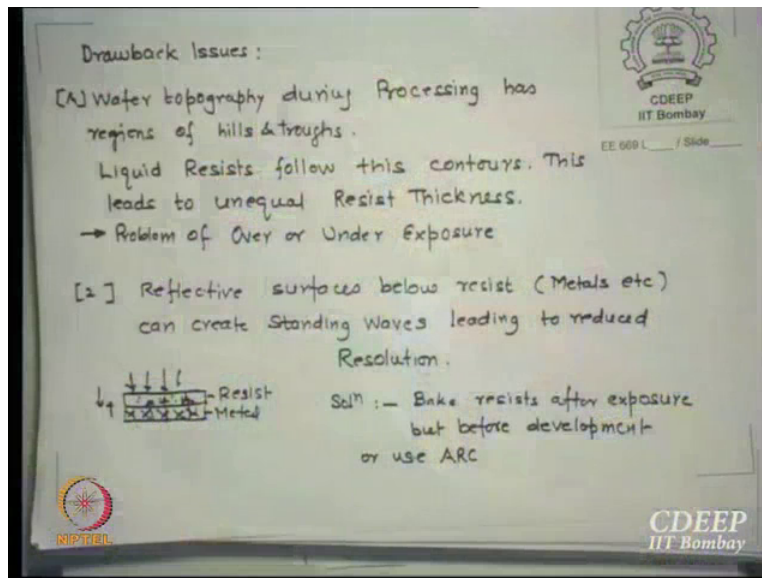 Drawback Issues :
[A] Wafer topography during Processing has
regions of hills & troughs.
Liquid Resists follow this contours. This
leads to unequal Resist Thickness.
→ Problem of Over or Under Exposure
[2] Reflective surfaces below resist (Metals etc)
can create Standing Waves leading to reduced
Resolution.
Resist
Metal
Solⁿ :- Bake resists after exposure
but before development
or use ARC
CDEEP
IIT Bombay
EE 669 L____ / Slide____
NPTEL
CDEEP
IIT Bombay